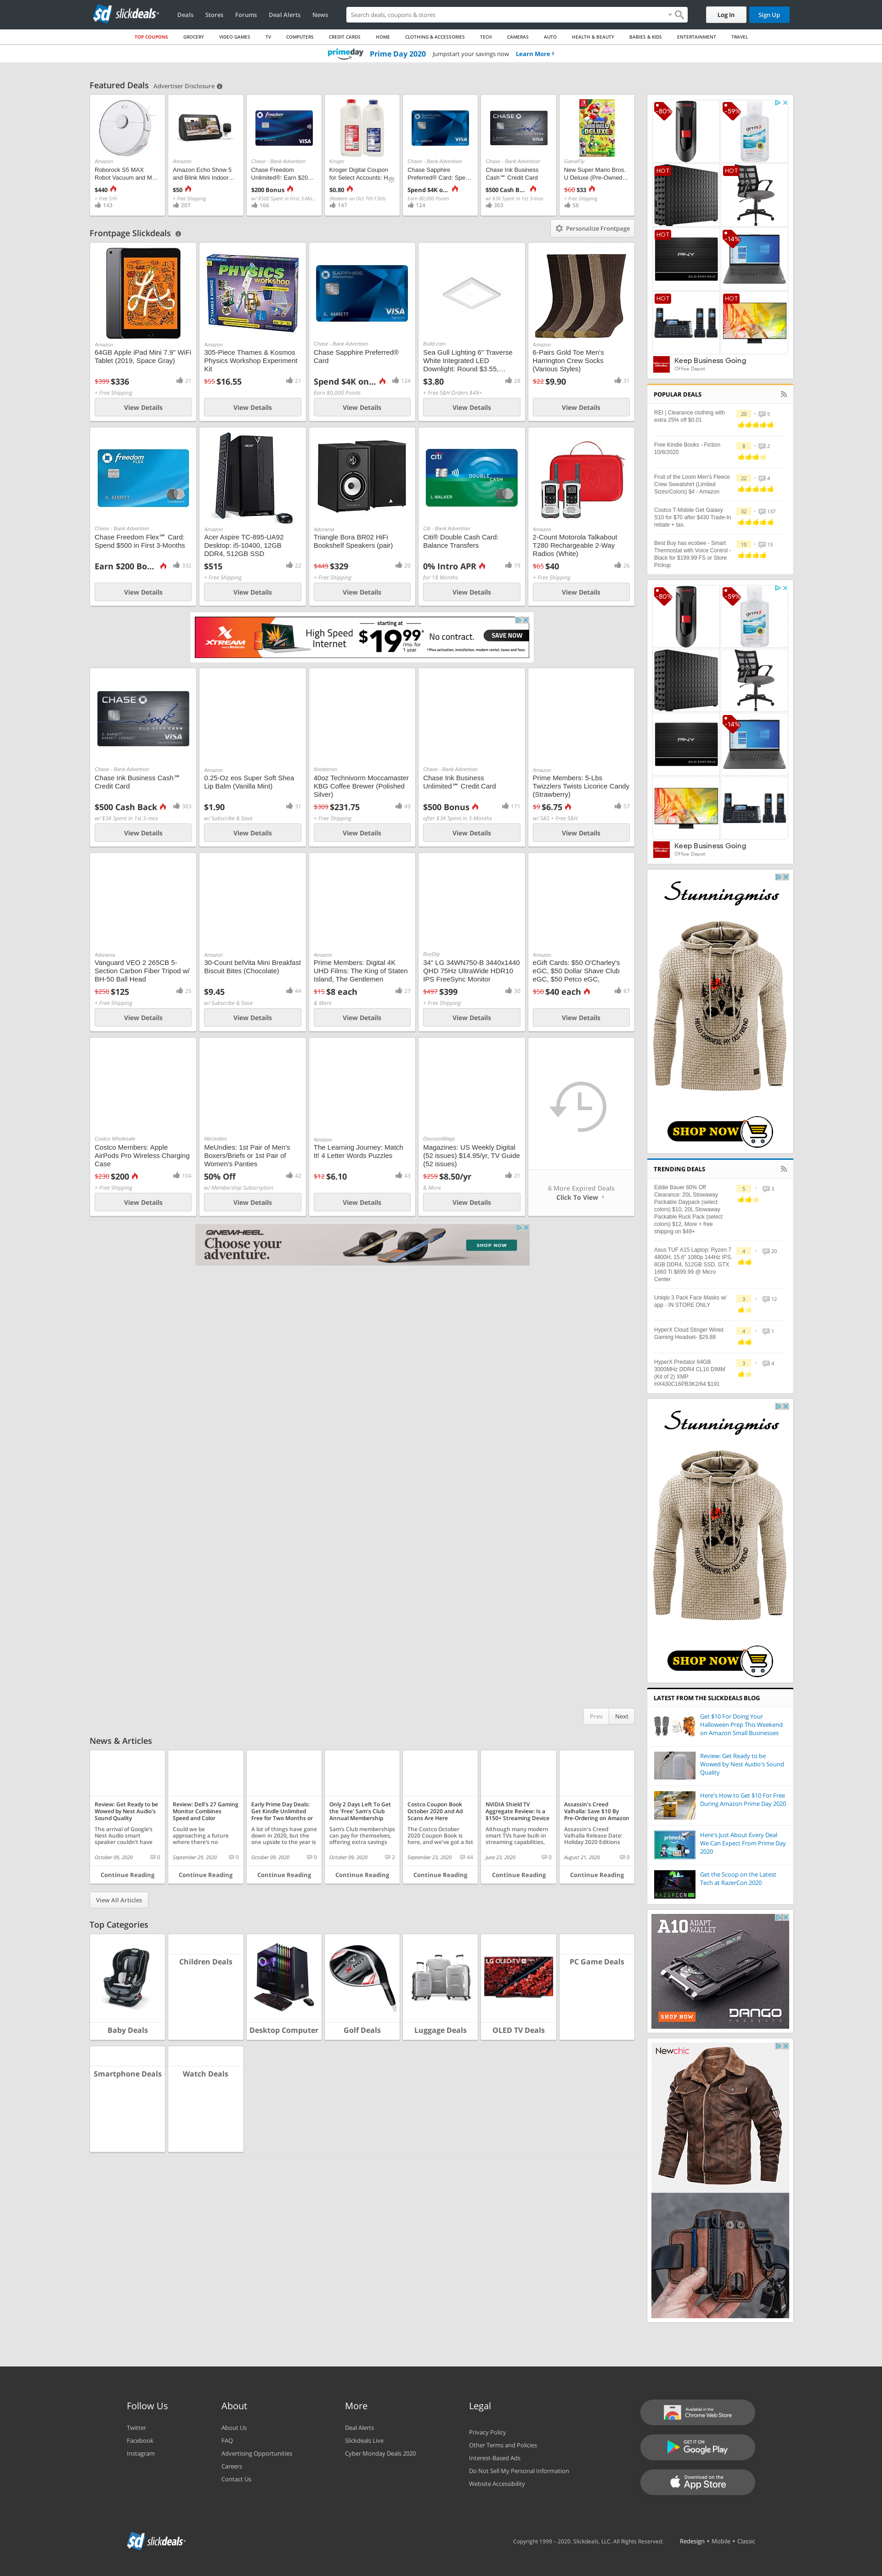 slickdeals
Deals Stores Forums Deal Alerts News
Search deals, coupons & stores
Log In
Sign Up
TOP COUPONS GROCERY VIDEO GAMES TV COMPUTERS CREDIT CARDS HOME CLOTHING & ACCESSORIES TECH CAMERAS AUTO HEALTH & BEAUTY BABIES & KIDS ENTERTAINMENT TRAVEL
primeday Prime Day 2020 Jumpstart your savings now Learn More
Featured Deals Advertiser Disclosure
Amazon
Roborock S5 MAX Robot Vacuum and M...
$440
+ Free S/H
143
Amazon
Amazon Echo Show 5 and Blink Mini Indoor...
$50
+ Free Shipping
207
Chase - Bank Advertiser
Chase Freedom Unlimited®: Earn $20...
$200 Bonus
w/ $500 Spent in First 3-Mo...
166
Kroger
Kroger Digital Coupon for Select Accounts: H...
$0.80
(Redeem on Oct 7th-13th)
147
Chase - Bank Advertiser
Chase Sapphire Preferred® Card: Spe...
Spend $4K o...
Earn 80,000 Points
124
Chase - Bank Advertiser
Chase Ink Business Cash℠ Credit Card
$500 Cash B...
w/ $3K Spent in 1st 3-mos
303
GameFly
New Super Mario Bros. U Deluxe (Pre-Owned...
$60 $33
+ Free Shipping
58
Frontpage Slickdeals
Personalize Frontpage
Amazon
64GB Apple iPad Mini 7.9" WiFi Tablet (2019, Space Gray)
$399 $336
21
+ Free Shipping
View Details
Amazon
305-Piece Thames & Kosmos Physics Workshop Experiment Kit
$55 $16.55
21
View Details
Chase - Bank Advertiser
Chase Sapphire Preferred® Card
Spend $4K on...
124
Earn 80,000 Points
View Details
Build.com
Sea Gull Lighting 6" Traverse White Integrated LED Downlight: Round $3.55,...
$3.80
28
+ Free S/H Orders $49+
View Details
Amazon
6-Pairs Gold Toe Men's Harrington Crew Socks (Various Styles)
$22 $9.90
31
View Details
Chase - Bank Advertiser
Chase Freedom Flex℠ Card: Spend $500 in First 3-Months
Earn $200 Bo...
332
View Details
Amazon
Acer Aspire TC-895-UA92 Desktop: i5-10400, 12GB DDR4, 512GB SSD
$515
22
+ Free Shipping
View Details
Adorama
Triangle Bora BR02 HiFi Bookshelf Speakers (pair)
$449 $329
20
+ Free Shipping
View Details
Citi - Bank Advertiser
Citi® Double Cash Card: Balance Transfers
0% Intro APR
79
for 18 Months
View Details
Amazon
2-Count Motorola Talkabout T280 Rechargeable 2-Way Radios (White)
$65 $40
26
+ Free Shipping
View Details
XTREAM
High Speed Internet
starting at $19.99 /mo. for 1 year
No contract.
SAVE NOW
*Plus activation, installation, modem rental, taxes and fees.
Chase - Bank Advertiser
Chase Ink Business Cash℠ Credit Card
$500 Cash Back
303
w/ $3K Spent in 1st 3-mos
View Details
Amazon
0.25-Oz eos Super Soft Shea Lip Balm (Vanilla Mint)
$1.90
31
w/ Subscribe & Save
View Details
Nordstrom
40oz Technivorm Moccamaster KBG Coffee Brewer (Polished Silver)
$309 $231.75
49
+ Free Shipping
View Details
Chase - Bank Advertiser
Chase Ink Business Unlimited℠ Credit Card
$500 Bonus
171
after $3K Spent in 3-Months
View Details
Amazon
Prime Members: 5-Lbs Twizzlers Twists Licorice Candy (Strawberry)
$9 $6.75
57
w/ S&S + Free S&H
View Details
Adorama
Vanguard VEO 2 265CB 5-Section Carbon Fiber Tripod w/ BH-50 Ball Head
$250 $125
25
+ Free Shipping
View Details
Amazon
30-Count belVita Mini Breakfast Biscuit Bites (Chocolate)
$9.45
44
w/ Subscribe & Save
View Details
Amazon
Prime Members: Digital 4K UHD Films: The King of Staten Island, The Gentlemen
$15 $8 each
27
& More
View Details
BuyDig
34" LG 34WN750-B 3440x1440 QHD 75Hz UltraWide HDR10 IPS FreeSync Monitor
$497 $399
30
+ Free Shipping
View Details
Amazon
eGift Cards: $50 O'Charley's eGC, $50 Dollar Shave Club eGC, $50 Petco eGC,
$50 $40 each
87
View Details
Costco Wholesale
Costco Members: Apple AirPods Pro Wireless Charging Case
$230 $200
104
+ Free Shipping
View Details
MeUndies
MeUndies: 1st Pair of Men's Boxers/Briefs or 1st Pair of Women's Panties
50% Off
42
w/ Membership Subscription
View Details
Amazon
The Learning Journey: Match It! 4 Letter Words Puzzles
$12 $6.10
43
View Details
DiscountMags
Magazines: US Weekly Digital (52 issues) $14.95/yr, TV Guide (52 issues)
$259 $8.50/yr
21
& More
View Details
6 More Expired Deals
Click To View
ONEWHEEL
Choose your adventure.
SHOP NOW
Prev Next
News & Articles
Review: Get Ready to be Wowed by Nest Audio's Sound Quality
The arrival of Google's Nest Audio smart speaker couldn't have
October 09, 2020 0
Continue Reading
Review: Dell's 27 Gaming Monitor Combines Speed and Color
Could we be approaching a future where there's no
September 29, 2020 0
Continue Reading
Early Prime Day Deals: Get Kindle Unlimited Free for Two Months or
A lot of things have gone down in 2020, but the one upside to the year is
October 09, 2020 0
Continue Reading
Only 2 Days Left To Get the 'Free' Sam's Club Annual Membership
Sam's Club memberships can pay for themselves, offering extra savings
October 09, 2020 2
Continue Reading
Costco Coupon Book October 2020 and Ad Scans Are Here
The Costco October 2020 Coupon Book is here, and we've got a list
September 23, 2020 44
Continue Reading
NVIDIA Shield TV Aggregate Review: Is a $150+ Streaming Device
Although many modern smart TVs have built-in streaming capabilities,
June 23, 2020 0
Continue Reading
Assassin's Creed Valhalla: Save $10 By Pre-Ordering on Amazon
Assassin's Creed Valhalla Release Date: Holiday 2020 Editions
August 21, 2020 0
Continue Reading
View All Articles
Top Categories
Baby Deals
Children Deals
Desktop Computer
Golf Deals
Luggage Deals
OLED TV Deals
PC Game Deals
Smartphone Deals
Watch Deals
-80% -59%
HOT HOT
HOT -14%
HOT HOT
Keep Business Going
Office Depot
POPULAR DEALS
REI | Clearance clothing with extra 25% off $0.01
20 5
Free Kindle Books - Fiction 10/8/2020
8 2
Fruit of the Loom Men's Fleece Crew Sweatshirt (Limited Sizes/Colors) $4 - Amazon
22 4
Costco T-Mobile Get Galaxy S10 for $70 after $430 Trade-In rebate + tax.
32 137
Best Buy has ecobee - Smart Thermostat with Voice Control - Black for $199.99 FS or Store Pickup
10 13
-80% -59%
-14%
Keep Business Going
Office Depot
Stunningmiss
HELLO DARKNESS, MY OLD FRIEND
SHOP NOW
TRENDING DEALS
Eddie Bauer 60% Off Clearance: 20L Stowaway Packable Daypack (select colors) $10, 20L Stowaway Packable Ruck Pack (select colors) $12, More + free shipping on $49+
5 3
Asus TUF A15 Laptop: Ryzen 7 4800H, 15.6" 1080p 144Hz IPS, 8GB DDR4, 512GB SSD, GTX 1660 Ti $899.99 @ Micro Center
4 20
Uniqlo 3 Pack Face Masks w/ app - IN STORE ONLY
3 12
HyperX Cloud Stinger Wired Gaming Headset- $29.88
4 1
HyperX Predator 64GB 3000MHz DDR4 CL16 DIMM (Kit of 2) XMP HX430C16PB3K2/64 $191
3 4
Stunningmiss
HELLO DARKNESS, MY OLD FRIEND
SHOP NOW
LATEST FROM THE SLICKDEALS BLOG
Get $10 For Doing Your Halloween Prep This Weekend on Amazon Small Businesses
Review: Get Ready to be Wowed by Nest Audio's Sound Quality
Here's How to Get $10 For Free During Amazon Prime Day 2020
Here's Just About Every Deal We Can Expect From Prime Day 2020
Get the Scoop on the Latest Tech at RazerCon 2020
A10 ADAPT WALLET
SHOP NOW
DANGO
Newchic
Follow Us
Twitter
Facebook
Instagram
About
About Us
FAQ
Advertising Opportunities
Careers
Contact Us
More
Deal Alerts
Slickdeals Live
Cyber Monday Deals 2020
Legal
Privacy Policy
Other Terms and Policies
Interest-Based Ads
Do Not Sell My Personal Information
Website Accessibility
Available in the Chrome Web Store
GET IT ON Google Play
Download on the App Store
slickdeals
Copyright 1999 - 2020. Slickdeals, LLC. All Rights Reserved.
Redesign • Mobile • Classic